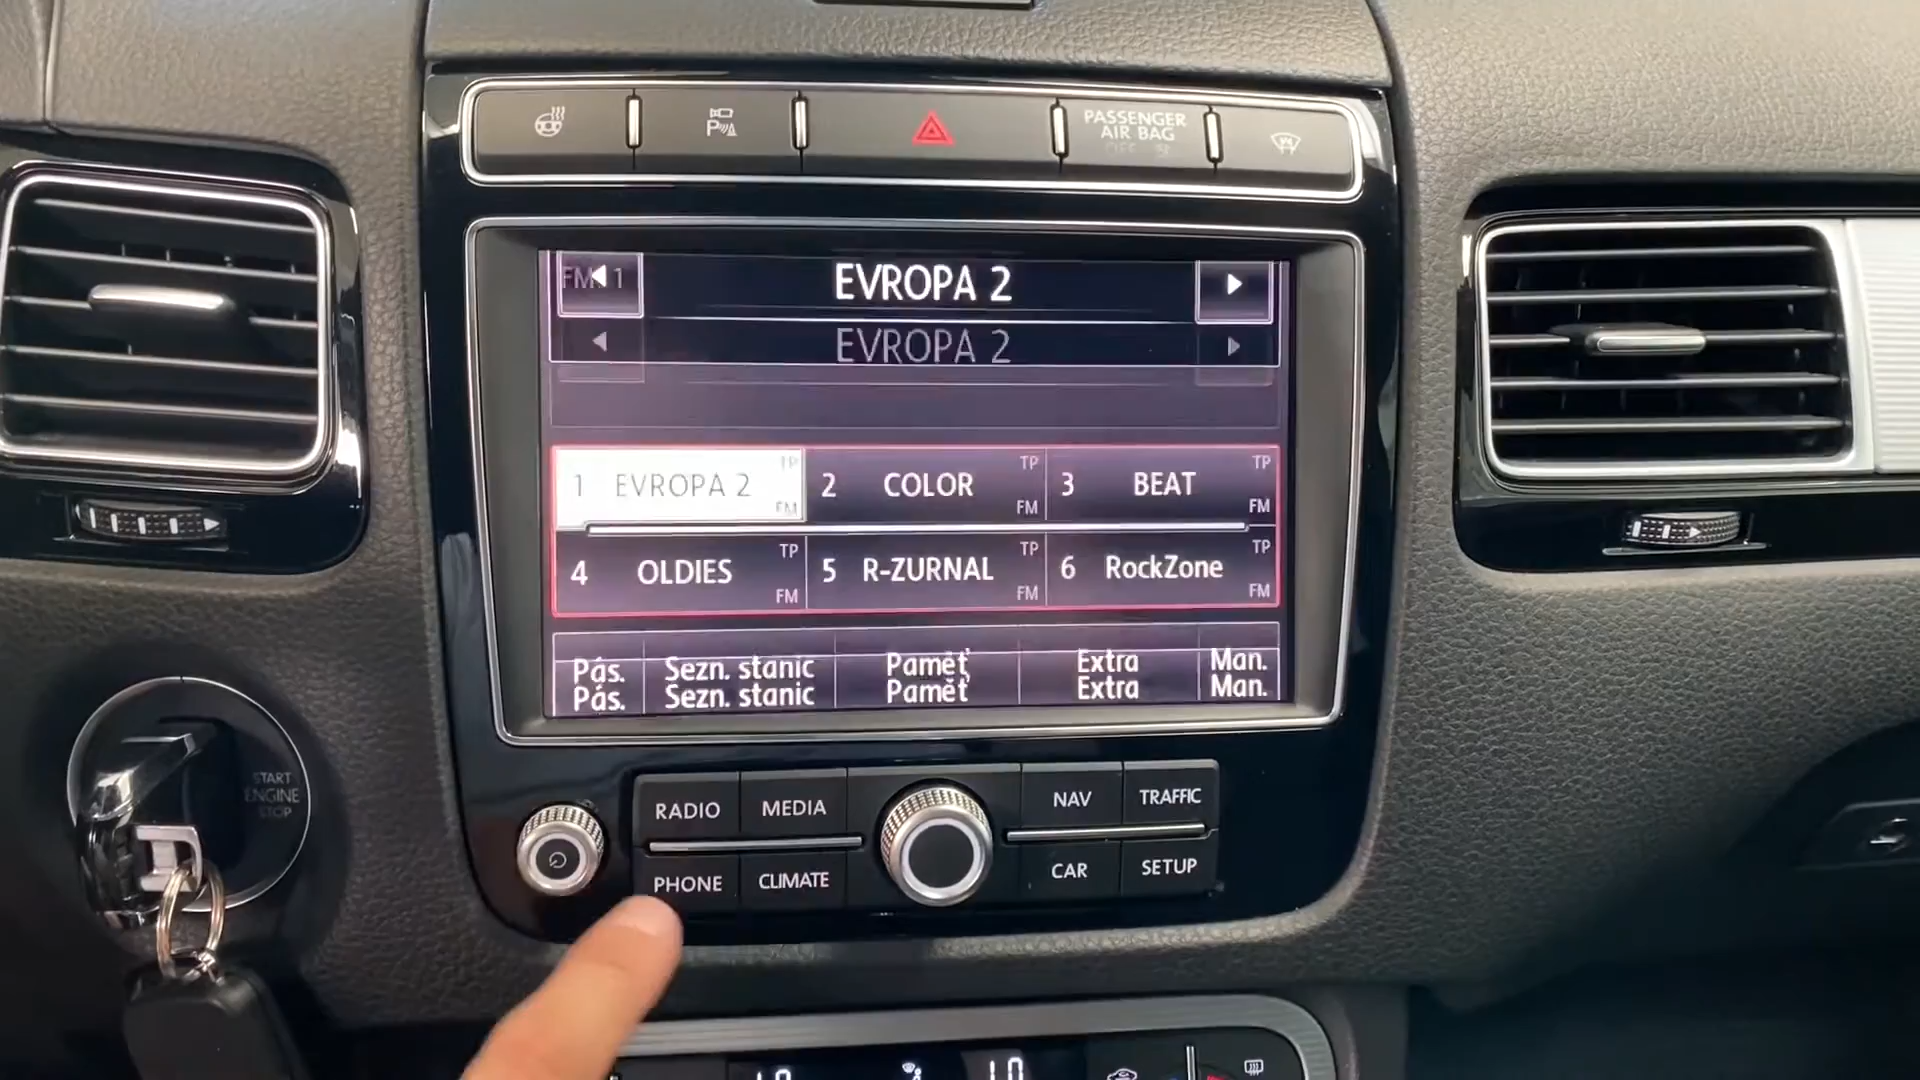 PASSENGER
AIR BAG
FM 1
EVROPA 2
EVROPA 2
1 EVROPA 2 TP FM
2 COLOR TP FM
3 BEAT TP FM
4 OLDIES TP FM
5 R-ZURNAL TP FM
6 RockZone TP FM
Pás. Sezn. stanic Paměť Extra Man.
Pás. Sezn. stanic Paměť Extra Man.
START
ENGINE
STOP
RADIO MEDIA NAV TRAFFIC
PHONE CLIMATE CAR SETUP